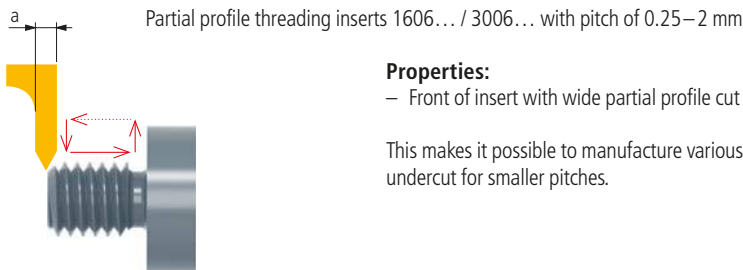 a
Partial profile threading inserts 1606… / 3006… with pitch of 0.25–2 mm
Properties:
– Front of insert with wide partial profile cut
This makes it possible to manufacture various
undercut for smaller pitches.